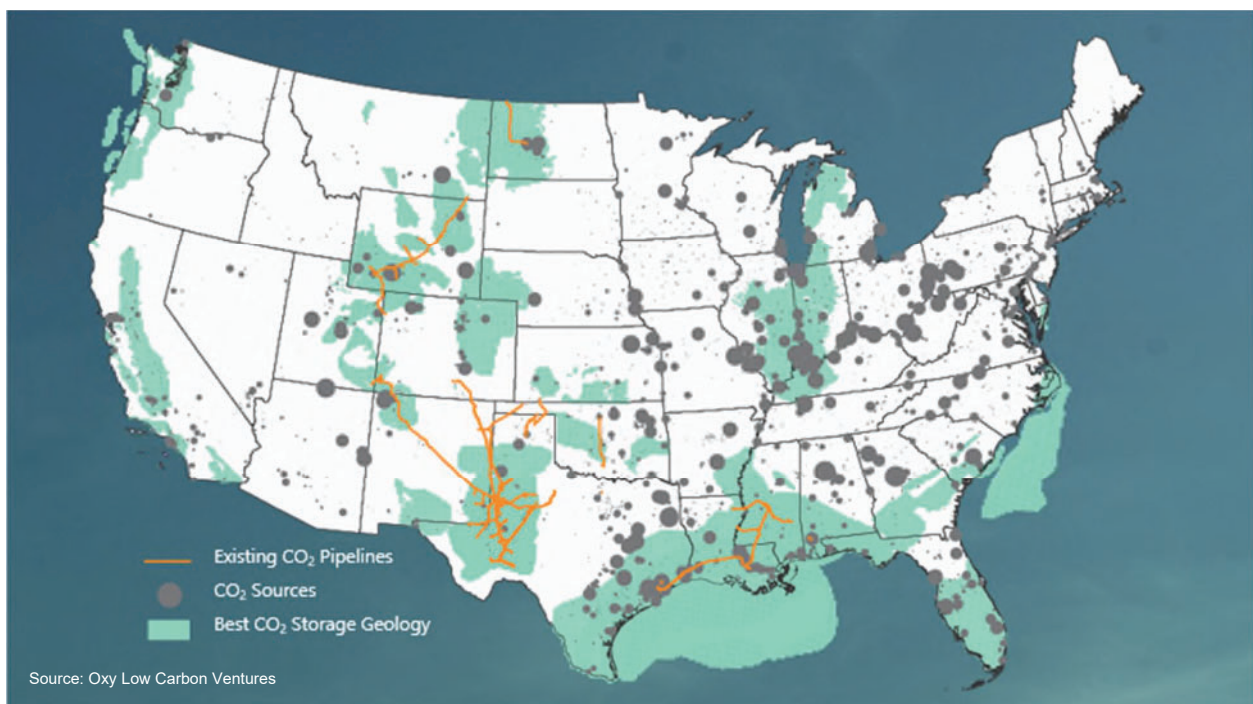 Existing CO₂ Pipelines
CO₂ Sources
Best CO₂ Storage Geology
Source: Oxy Low Carbon Ventures